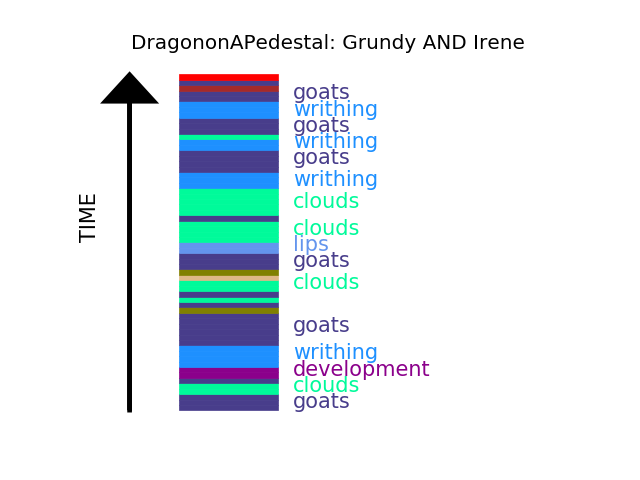 DragononAPedestal: Grundy AND Irene
goats
writhing
goats
writhing
goats
writhing
clouds
clouds
lips
goats
clouds
goats
writhing
development
clouds
goats
TIME